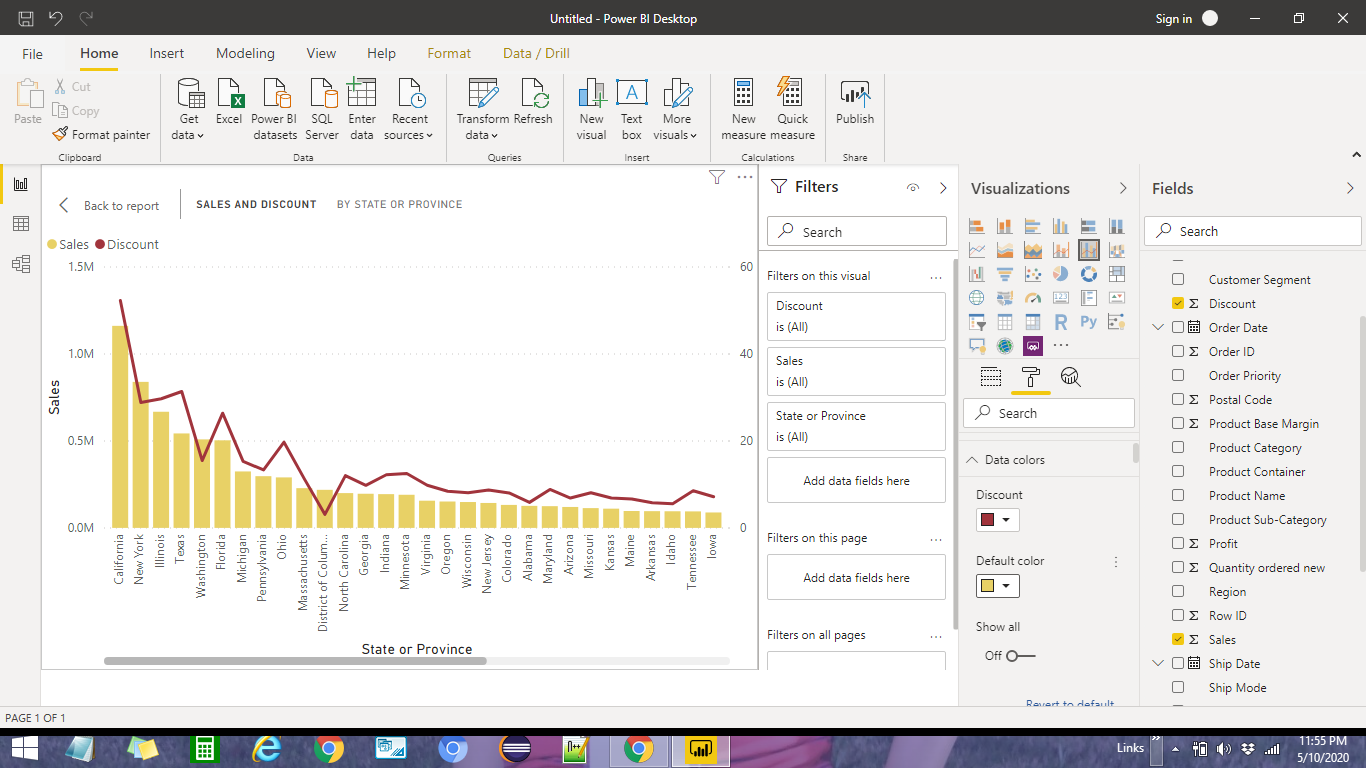 Untitled - Power BI Desktop
Sign in
File Home Insert Modeling View Help Format Data / Drill
Paste
Cut
Copy
Format painter
Clipboard
Get data
Excel
Power BI datasets
SQL Server
Enter data
Recent sources
Data
Transform data
Refresh
Queries
New visual
Text box
More visuals
Insert
New measure
Quick measure
Calculations
Publish
Share
Back to report
SALES AND DISCOUNT
BY STATE OR PROVINCE
Sales Discount
1.5M
1.0M
0.5M
0.0M
60
40
20
0
Sales
California
New York
Illinois
Texas
Washington
Florida
Michigan
Pennsylvania
Ohio
Massachusetts
District of Colum...
North Carolina
Georgia
Indiana
Minnesota
Virginia
Oregon
Wisconsin
New Jersey
Colorado
Alabama
Maryland
Arizona
Missouri
Kansas
Maine
Arkansas
Idaho
Tennessee
Iowa
State or Province
Filters
Search
Filters on this visual
Discount
is (All)
Sales
is (All)
State or Province
is (All)
Add data fields here
Filters on this page
Add data fields here
Filters on all pages
Visualizations
R
Py
Search
Data colors
Discount
Default color
Show all
Off
Revert to default
Fields
Search
Customer Segment
Discount
Order Date
Order ID
Order Priority
Postal Code
Product Base Margin
Product Category
Product Container
Product Name
Product Sub-Category
Profit
Quantity ordered new
Region
Row ID
Sales
Ship Date
Ship Mode
PAGE 1 OF 1
Links
11:55 PM
5/10/2020